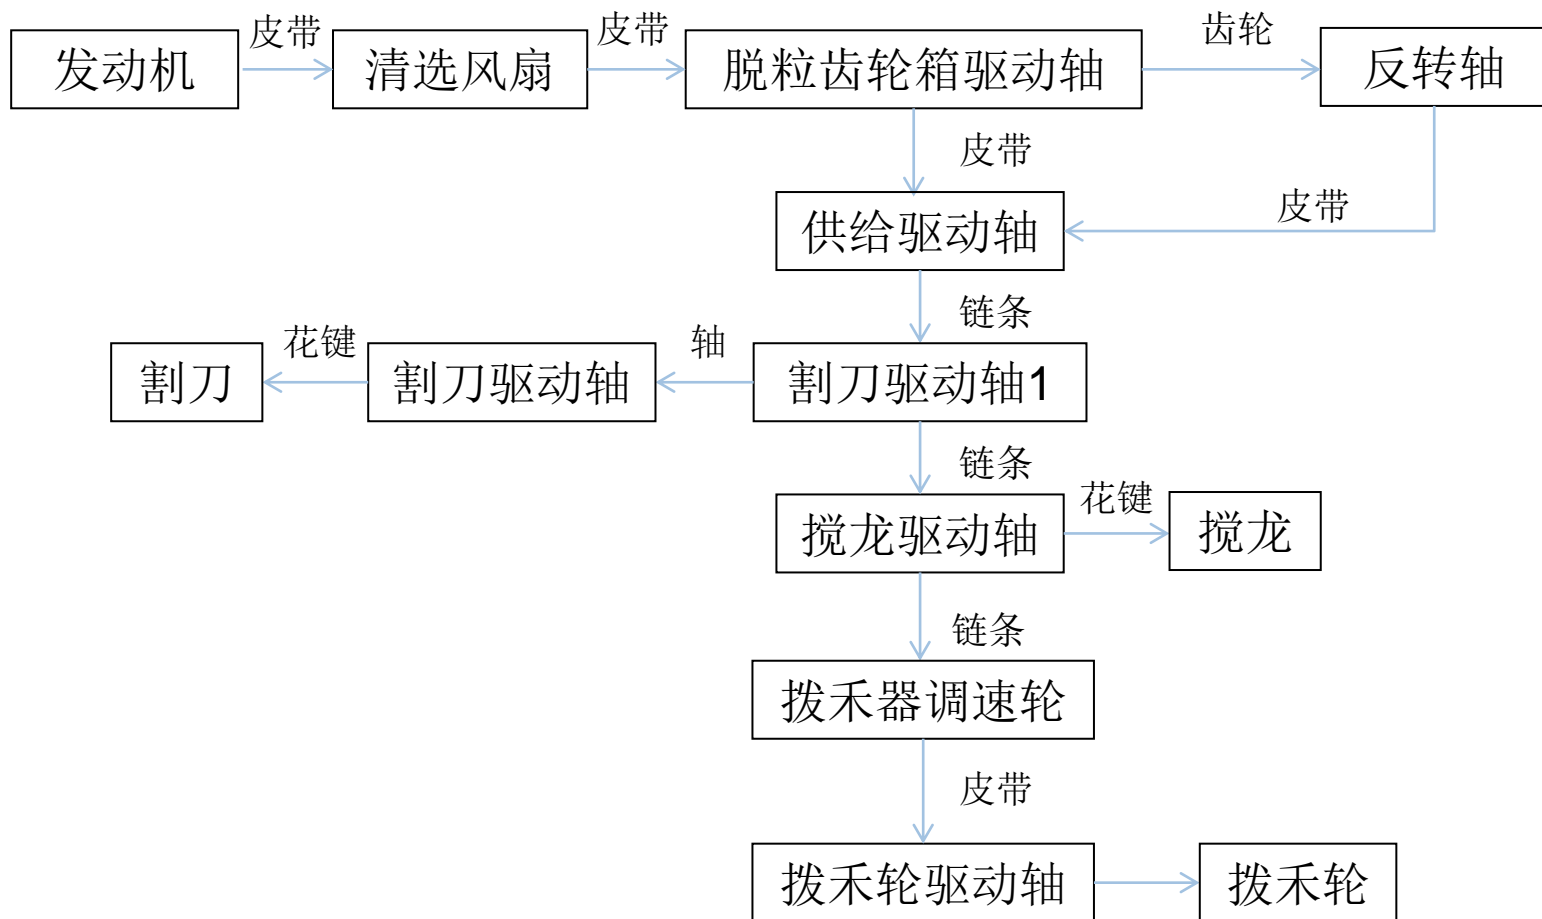 皮带
皮带
齿轮
发动机
清选风扇
脱粒齿轮箱驱动轴
反转轴
皮带
皮带
供给驱动轴
链条
花键
轴
割刀
割刀驱动轴
割刀驱动轴1
链条
花键
搅龙驱动轴
搅龙
链条
拨禾器调速轮
皮带
拨禾轮驱动轴
拨禾轮